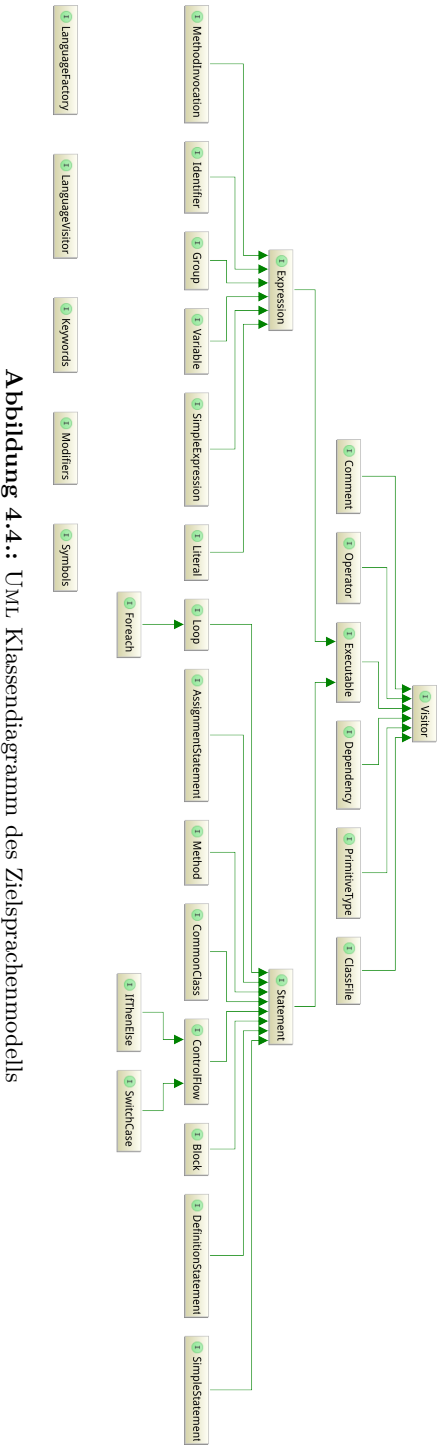 Visitor
Comment
Operator
Executable
Dependency
PrimitiveType
ClassFile
Expression
Statement
MethodInvocation
Identifier
Group
Variable
SimpleExpression
Literal
Loop
AssignmentStatement
Method
CommonClass
ControlFlow
Block
DefinitionStatement
SimpleStatement
Foreach
IfThenElse
SwitchCase
LanguageFactory
LanguageVisitor
Keywords
Modifiers
Symbols
Abbildung 4.4.: UML Klassendiagramm des Zielsprachenmodells